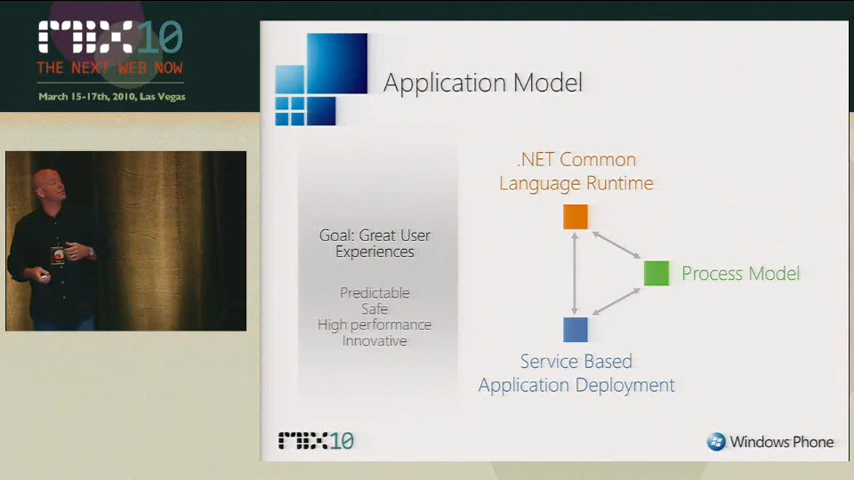 MIX10
THE NEXT WEB NOW
March 15-17th, 2010, Las Vegas
Application Model
Goal: Great User
Experiences
Predictable
Safe
High performance
Innovative
.NET Common
Language Runtime
Process Model
Service Based
Application Deployment
MIX10
Windows Phone